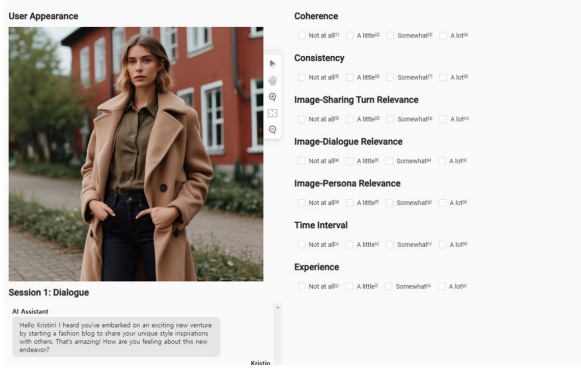 User Appearance
Coherence
Not at all A little Somewhat A lot
Consistency
Not at all A little Somewhat A lot
Image-Sharing Turn Relevance
Not at all A little Somewhat A lot
Image-Dialogue Relevance
Not at all A little Somewhat A lot
Image-Persona Relevance
Not at all A little Somewhat A lot
Time Interval
Not at all A little Somewhat A lot
Experience
Not at all A little Somewhat A lot
Session 1: Dialogue
AI Assistant
Hello Kristin! I heard you've embarked on an exciting new venture
by starting a fashion blog to share your unique style inspirations
with others. That's amazing! How are you feeling about this new
endeavor?
Kristin